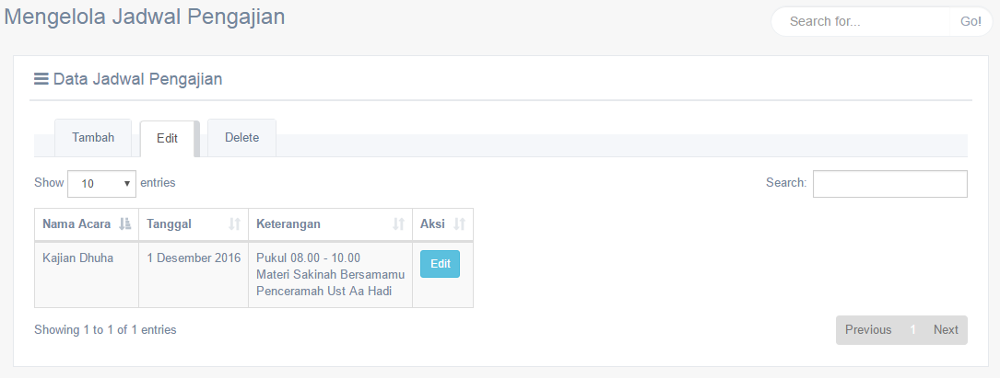 Mengelola Jadwal Pengajian
Search for... Go!
Data Jadwal Pengajian
Tambah Edit Delete
Show 10 entries Search:
Nama Acara Tanggal Keterangan Aksi
Kajian Dhuha 1 Desember 2016 Pukul 08.00 - 10.00 Edit
Materi Sakinah Bersamamu
Penceramah Ust Aa Hadi
Showing 1 to 1 of 1 entries Previous 1 Next